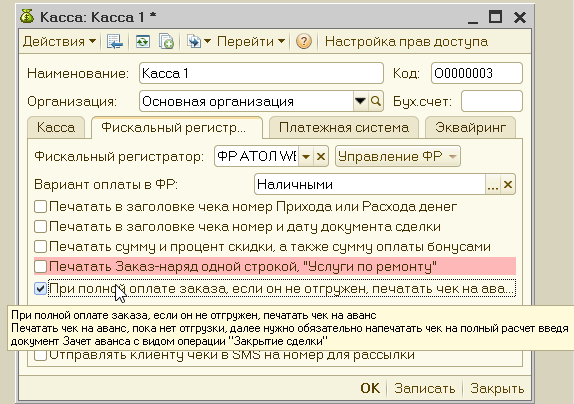 Касса: Касса 1 *
Действия Перейти ? Настройка прав доступа
Наименование: Касса 1 Код: О0000003
Организация: Основная организация Бух.счет:
Касса Фискальный регистр... Платежная система Эквайринг
Фискальный регистратор: ФР АТОЛ Управление ФР
Вариант оплаты в ФР: Наличными ...
Печатать в заголовке чека номер Прихода или Расхода денег
Печатать в заголовке чека номер и дату документа сделки
Печатать сумму и процент скидки, а также сумму оплаты бонусами
Печатать Заказ-наряд одной строкой, "Услуги по ремонту"
При полной оплате заказа, если он не отгружен, печатать чек на ава...
При полной оплате заказа, если он не отгружен, печатать чек на аванс
Печатать чек на аванс, пока нет отгрузки, далее нужно обязательно напечатать чек на полный расчет введя
документ Зачет аванса с видом операции "Закрытие сделки"
Отправлять клиенту чеки в SMS на номер для рассылки
OK Записать Закрыть